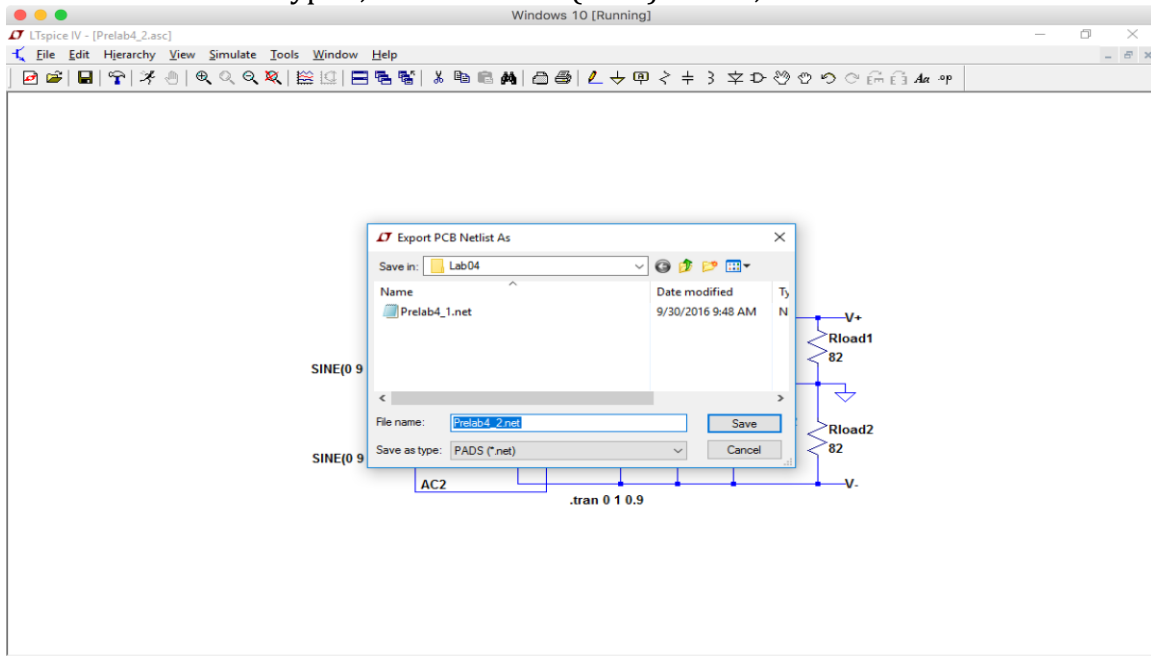 Windows 10 [Running]
LTspice IV - [Prelab4_2.asc]
File Edit Hierarchy View Simulate Tools Window Help
Aa .op
Export PCB Netlist As
Save in: Lab04
Name Date modified Ty
Prelab4_1.net 9/30/2016 9:48 AM N
File name: Prelab4_2.net Save
Save as type: PADS (*.net) Cancel
V+
Rload1
82
SINE(0 9
Rload2
82
SINE(0 9
AC2
V-
.tran 0 1 0.9